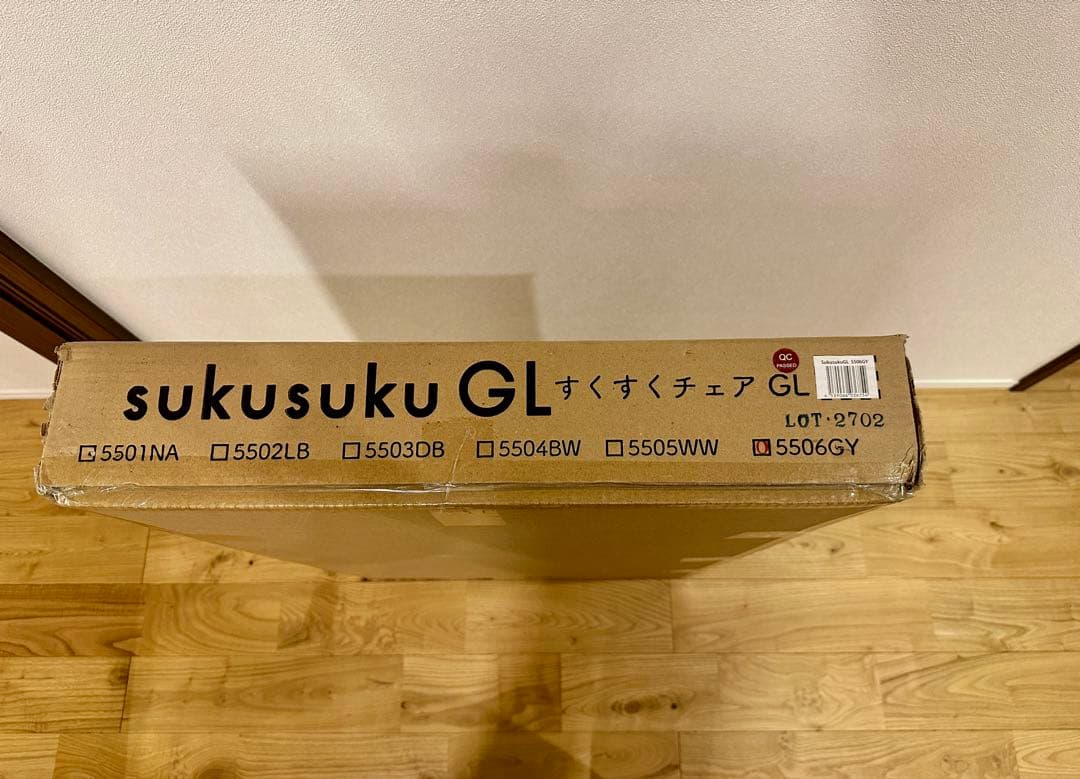 sukusuku GL すくすくチェア GL
QC
PASSED
SukusukuGL 5506GY
LOT・2702
5501NA 5502LB 5503DB 5504BW 5505WW 5506GY